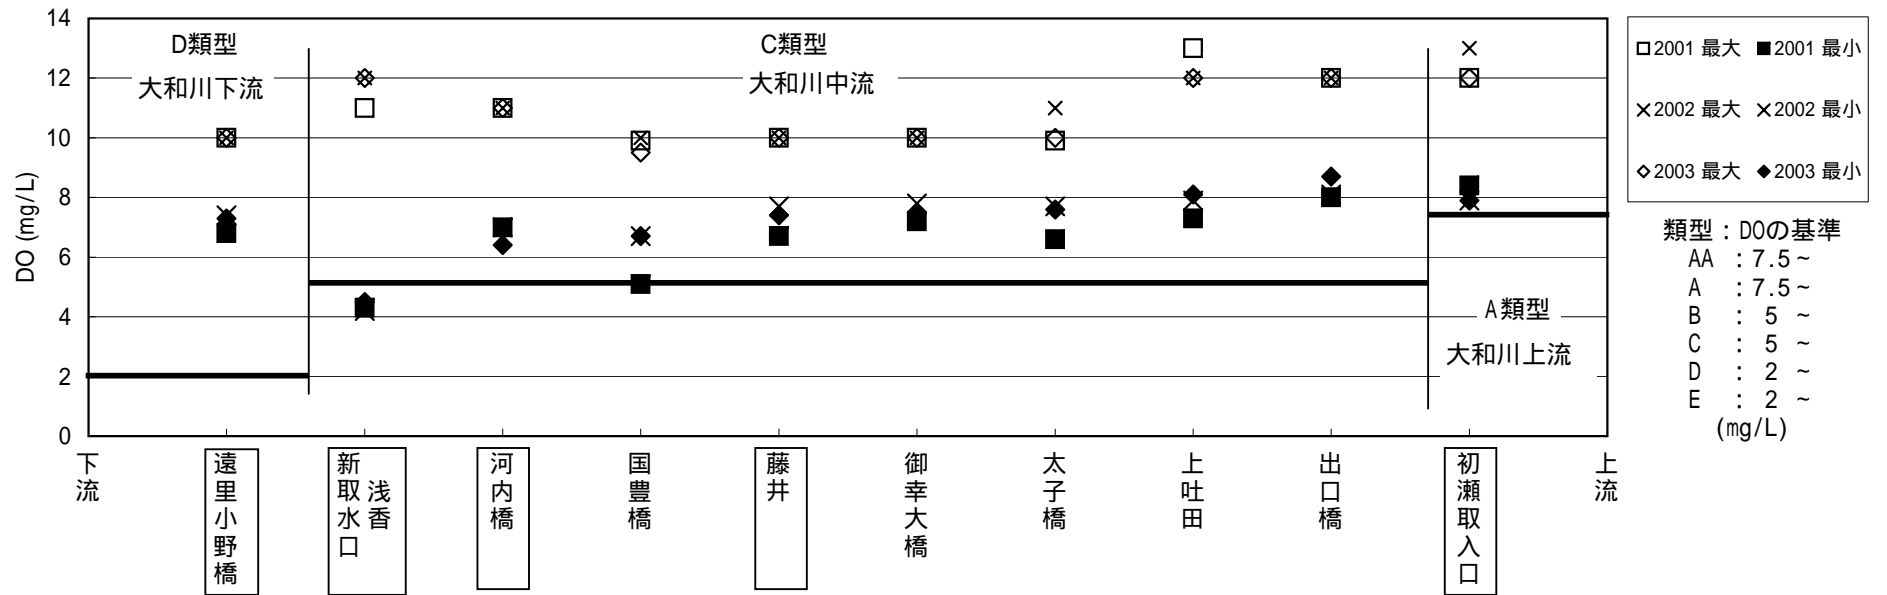 DO (mg/L)
14
12
10
8
6
4
2
0
D類型
大和川下流
C類型
大和川中流
A類型
大和川上流
下流
遠里小野橋
新取水口
浅香
河内橋
国豊橋
藤井
御幸大橋
太子橋
上吐田
出口橋
初瀬取入口
上流
2001 最大 2001 最小
2002 最大 2002 最小
2003 最大 2003 最小
類型：DOの基準
AA : 7.5 ~
A : 7.5 ~
B : 5 ~
C : 5 ~
D : 2 ~
E : 2 ~
(mg/L)